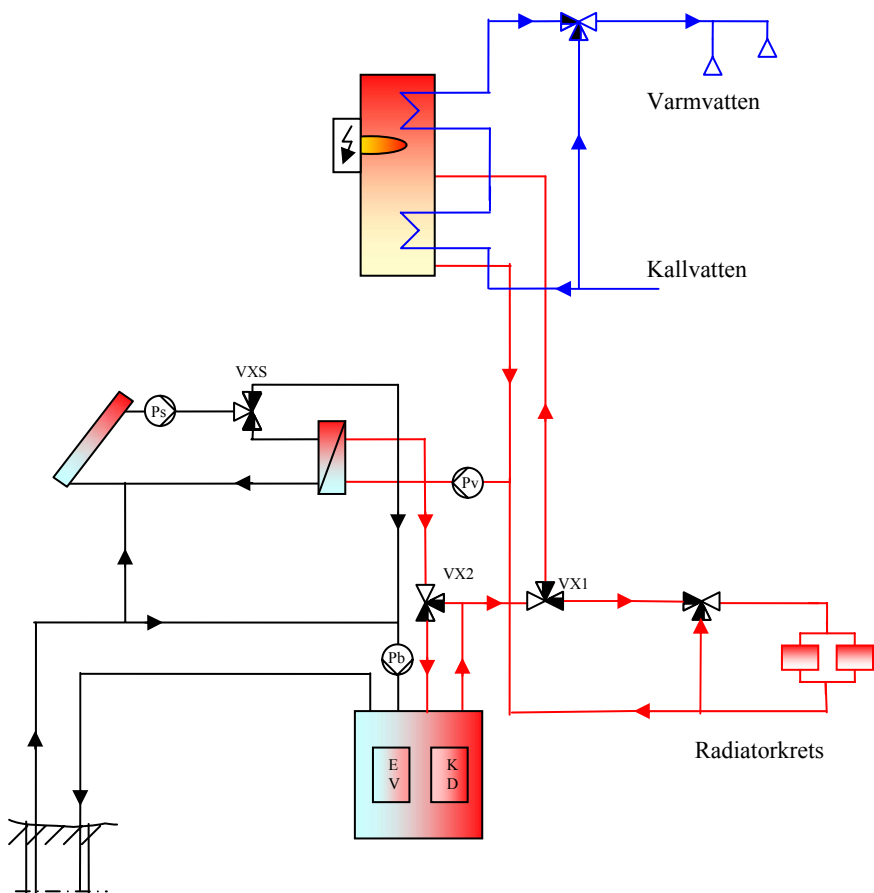 Varmvatten
Kallvatten
VXS
Ps
Pv
VX2
VX1
Pb
Radiatorkrets
E
V
K
D